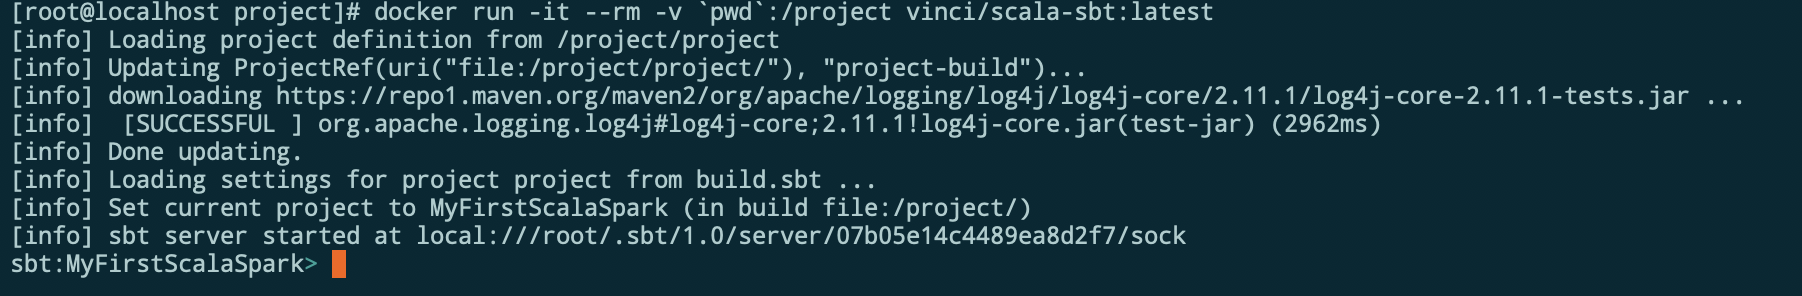 [root@localhost project]# docker run -it --rm -v `pwd`:/project vinci/scala-sbt:latest
[info] Loading project definition from /project/project
[info] Updating ProjectRef(uri("file:/project/project/"), "project-build")...
[info] downloading https://repo1.maven.org/maven2/org/apache/logging/log4j/log4j-core/2.11.1/log4j-core-2.11.1-tests.jar ...
[info]  [SUCCESSFUL ] org.apache.logging.log4j#log4j-core;2.11.1!log4j-core.jar(test-jar) (2962ms)
[info] Done updating.
[info] Loading settings for project project from build.sbt ...
[info] Set current project to MyFirstScalaSpark (in build file:/project/)
[info] sbt server started at local:///root/.sbt/1.0/server/07b05e14c4489ea8d2f7/sock
sbt:MyFirstScalaSpark>